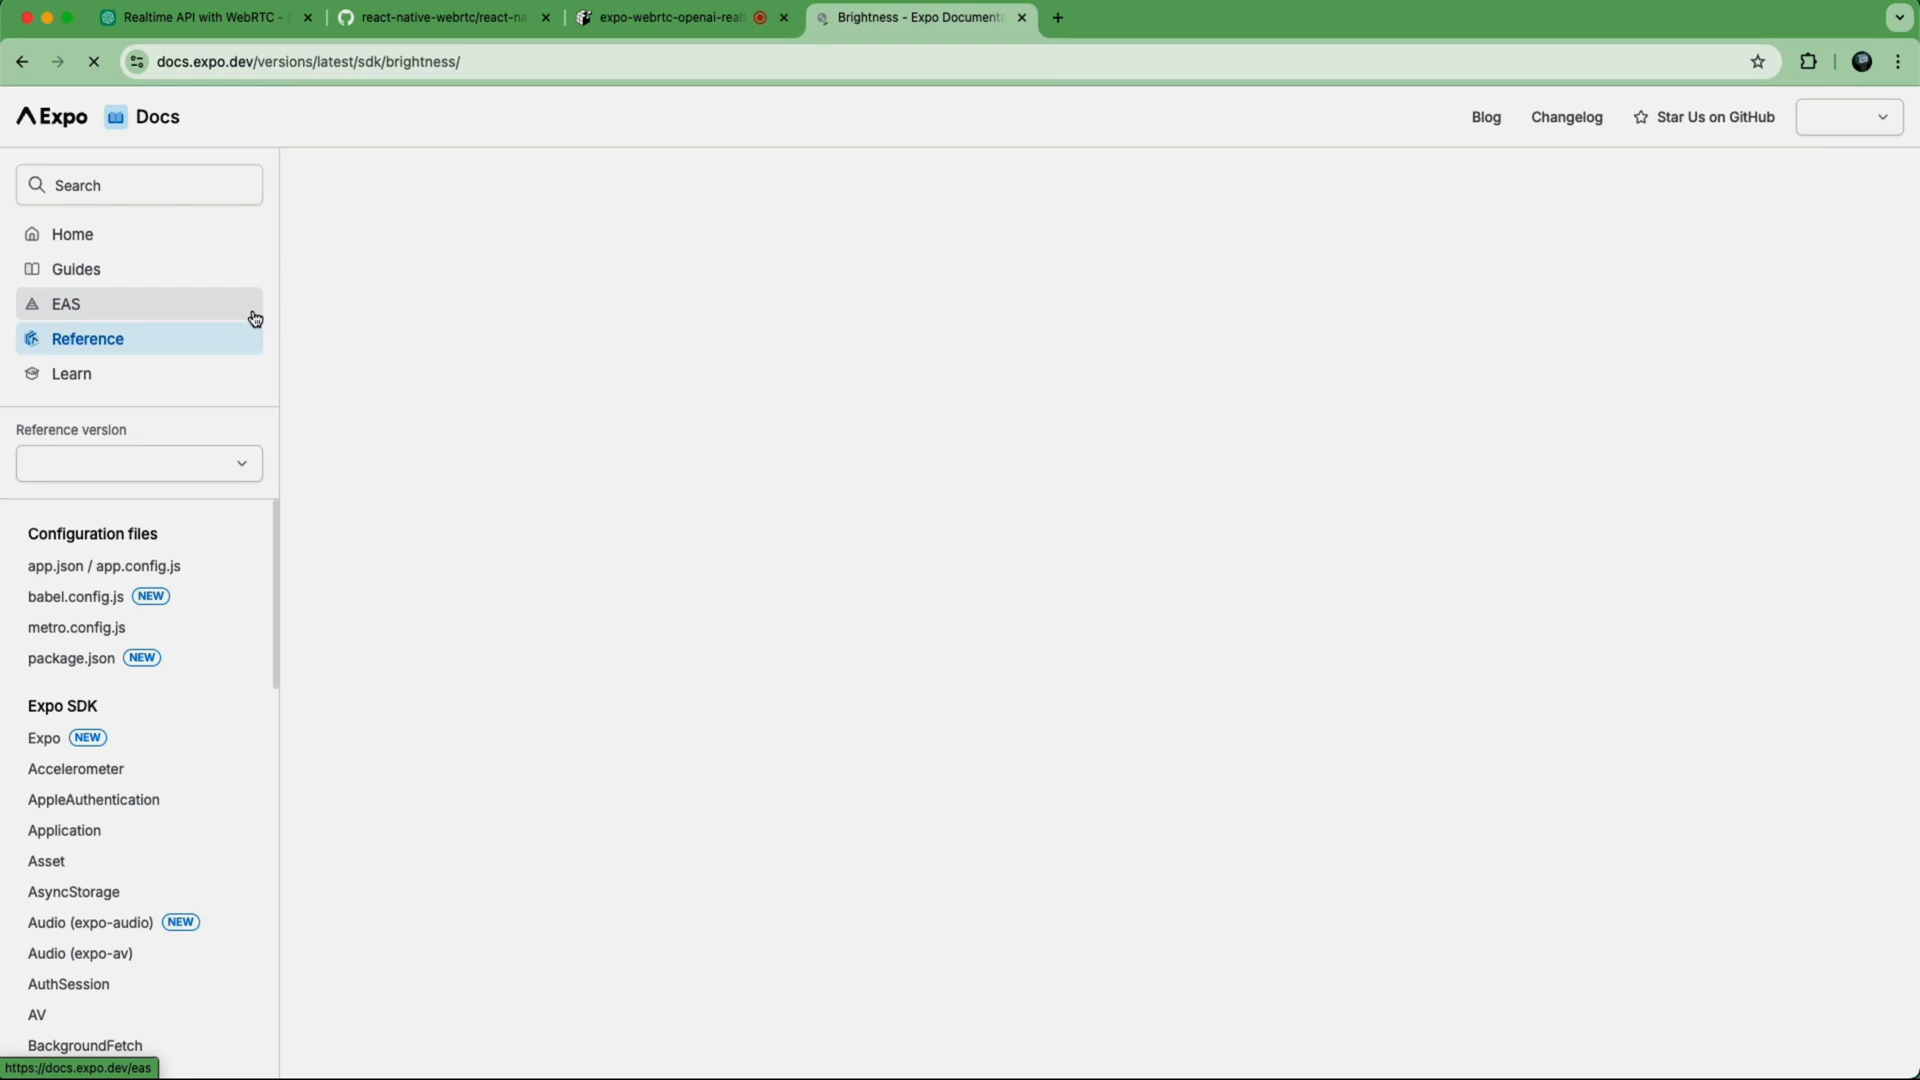 Realtime API with WebRTC -
react-native-webrtc/react-na
expo-webrtc-openai-real
Brightness - Expo Document
docs.expo.dev/versions/latest/sdk/brightness/
Expo Docs
Blog
Changelog
Star Us on GitHub
Search
Home
Guides
EAS
Reference
Learn
Reference version
Configuration files
app.json / app.config.js
babel.config.js NEW
metro.config.js
package.json NEW
Expo SDK
Expo NEW
Accelerometer
AppleAuthentication
Application
Asset
AsyncStorage
Audio (expo-audio) NEW
Audio (expo-av)
AuthSession
AV
BackgroundFetch
https://docs.expo.dev/eas